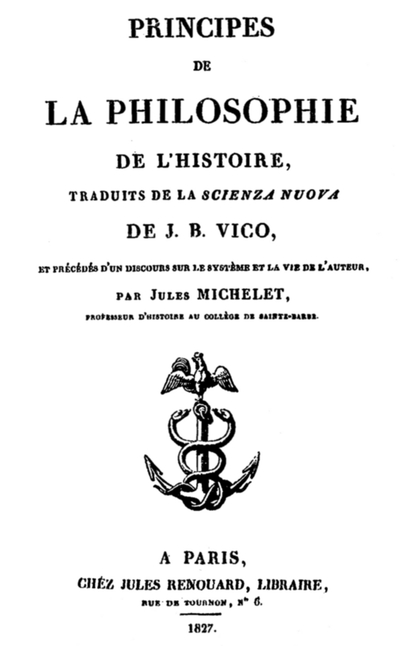 PRINCIPES
DE
LA PHILOSOPHIE
DE L'HISTOIRE,
TRADUITS DE LA SCIENZA NUOVA
DE J. B. VICO,
ET PRÉCÉDÉS D'UN DISCOURS SUR LE SYSTÈME ET LA VIE DE L'AUTEUR,
PAR JULES MICHELET,
PROFESSEUR D'HISTOIRE AU COLLÈGE DE SAINTE-BARBE.
A PARIS,
CHÉZ JULES RENOUARD, LIBRAIRE,
RUE DE TOURNON, No 6.
1827.